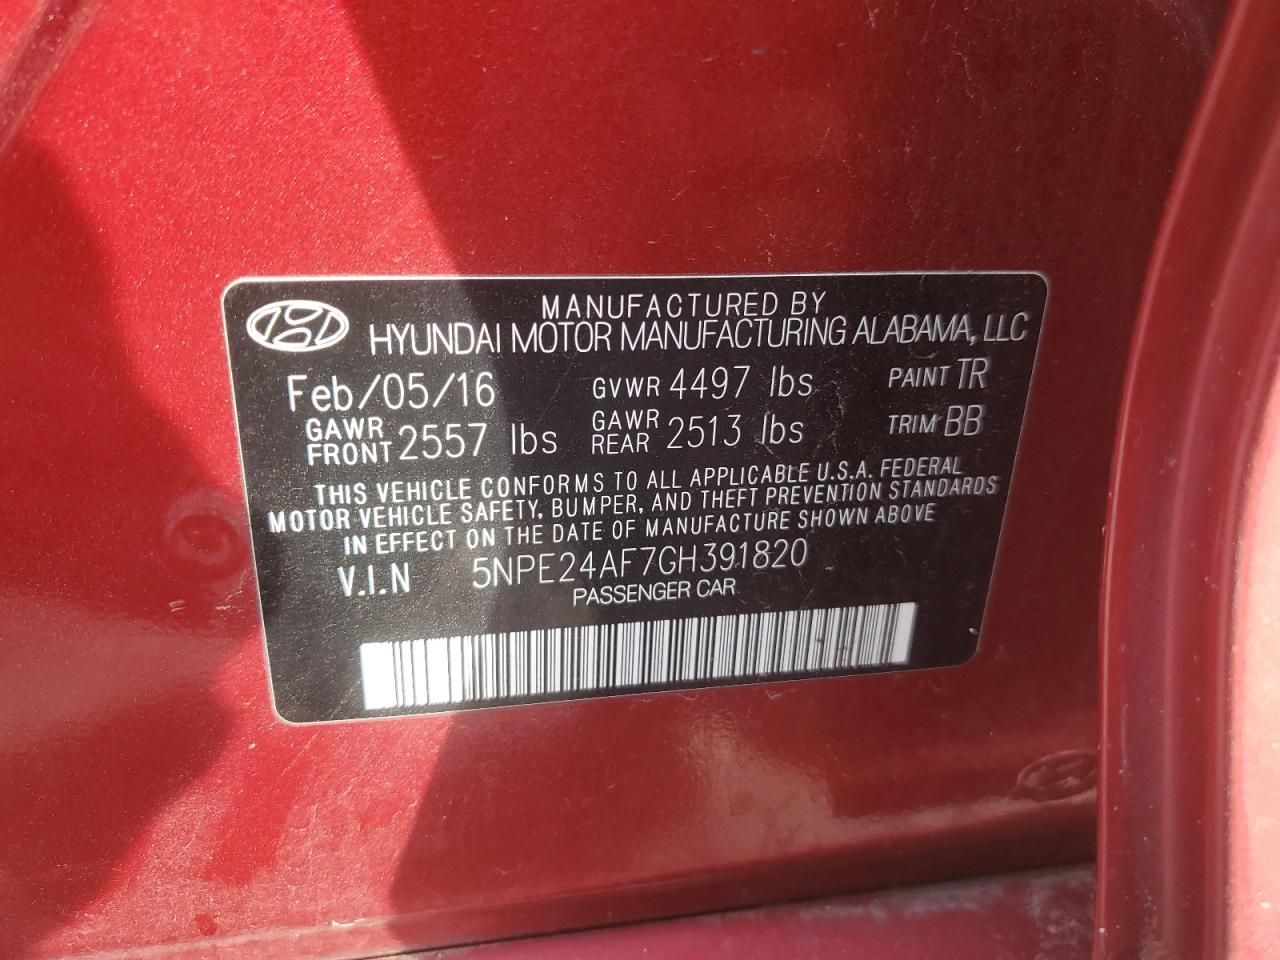 MANUFACTURED BY
HYUNDAI MOTOR MANUFACTURING ALABAMA, LLC
Feb/05/16 GVWR 4497 lbs PAINT TR
GAWR FRONT 2557 lbs GAWR REAR 2513 lbs TRIM BB
THIS VEHICLE CONFORMS TO ALL APPLICABLE U.S.A. FEDERAL
MOTOR VEHICLE SAFETY, BUMPER, AND THEFT PREVENTION STANDARDS
IN EFFECT ON THE DATE OF MANUFACTURE SHOWN ABOVE
V.I.N 5NPE24AF7GH391820
PASSENGER CAR